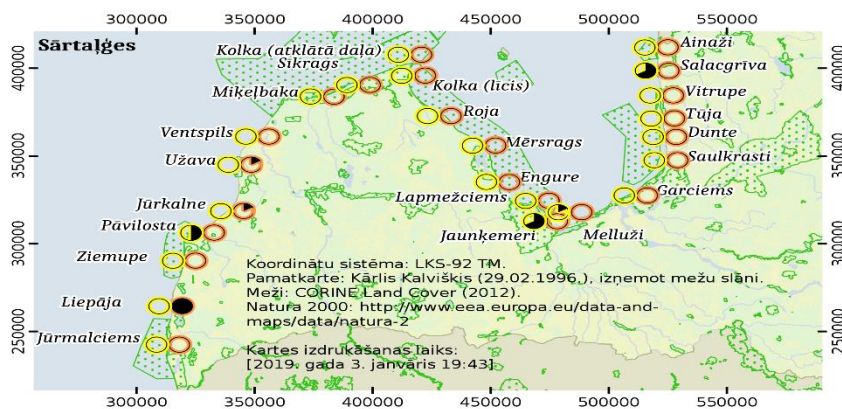 300000 350000 400000 450000 500000 550000
Sārtaļģes
Kolka (atklātā daļa)
Sīkrags
Miķeļbaka
Kolka (līcis)
Roja
Ventspils
Mērsrags
Užava
Engure
Lapmežciems
Jūrkalne
Pāvilosta
Jaunķemeri
Melluži
Ziemupe
Liepāja
Jūrmalciems
Ainaži
Salacgrīva
Vitrupe
Tūja
Dunte
Saulkrasti
Garciems
400000
350000
300000
250000
400000
350000
300000
250000
Koordinātu sistēma: LKS-92 TM.
Pamatkarte: Kārlis Kalviškis (29.02.1996.), izņemot mežu slāni.
Meži: CORINE Land Cover (2012).
Natura 2000: http://www.eea.europa.eu/data-and-
maps/data/natura-2
Kartes izdrukāšanas laiks:
[2019. gada 3. janvāris 19:43]
300000 350000 400000 450000 500000 550000